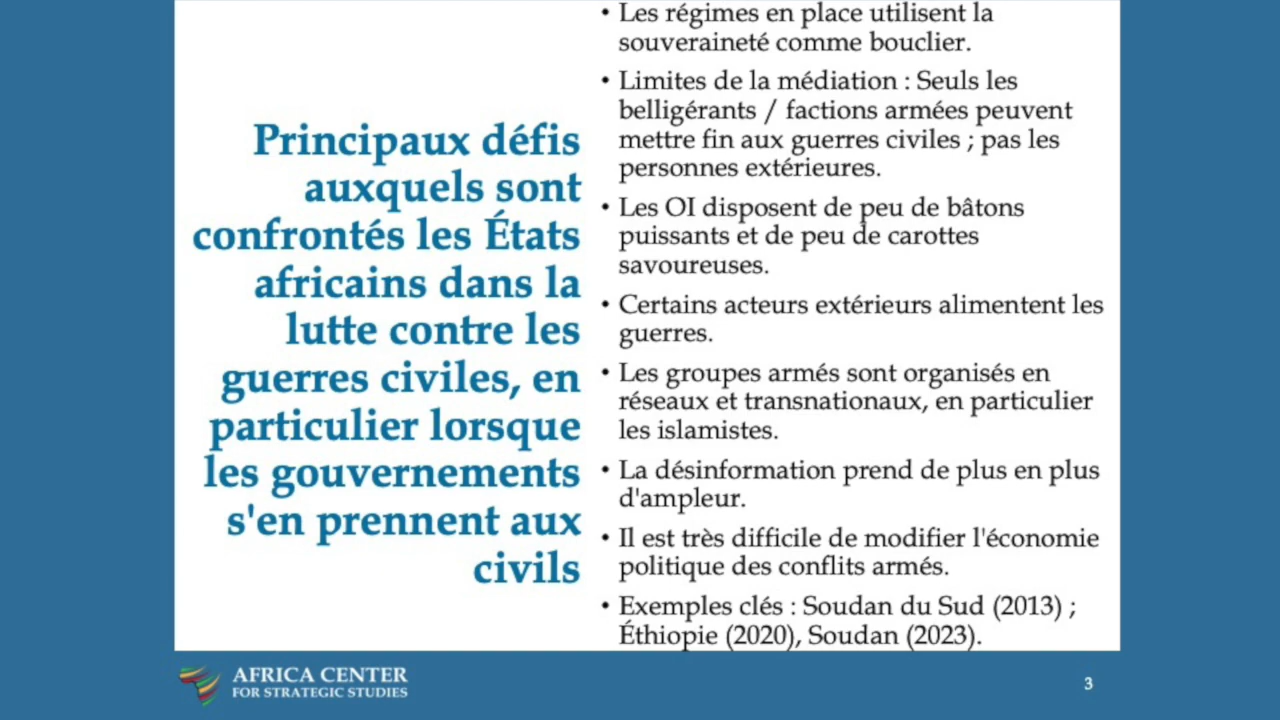 Principaux défis
auxquels sont
confrontés les États
africains dans la
lutte contre les
guerres civiles, en
particulier lorsque
les gouvernements
s'en prennent aux
civils
• Les régimes en place utilisent la
souveraineté comme bouclier.
• Limites de la médiation : Seuls les
belligérants / factions armées peuvent
mettre fin aux guerres civiles ; pas les
personnes extérieures.
• Les OI disposent de peu de bâtons
puissants et de peu de carottes
savoureuses.
• Certains acteurs extérieurs alimentent les
guerres.
• Les groupes armés sont organisés en
réseaux et transnationaux, en particulier
les islamistes.
• La désinformation prend de plus en plus
d'ampleur.
• Il est très difficile de modifier l'économie
politique des conflits armés.
• Exemples clés : Soudan du Sud (2013) ;
Éthiopie (2020), Soudan (2023).
AFRICA CENTER
FOR STRATEGIC STUDIES
3